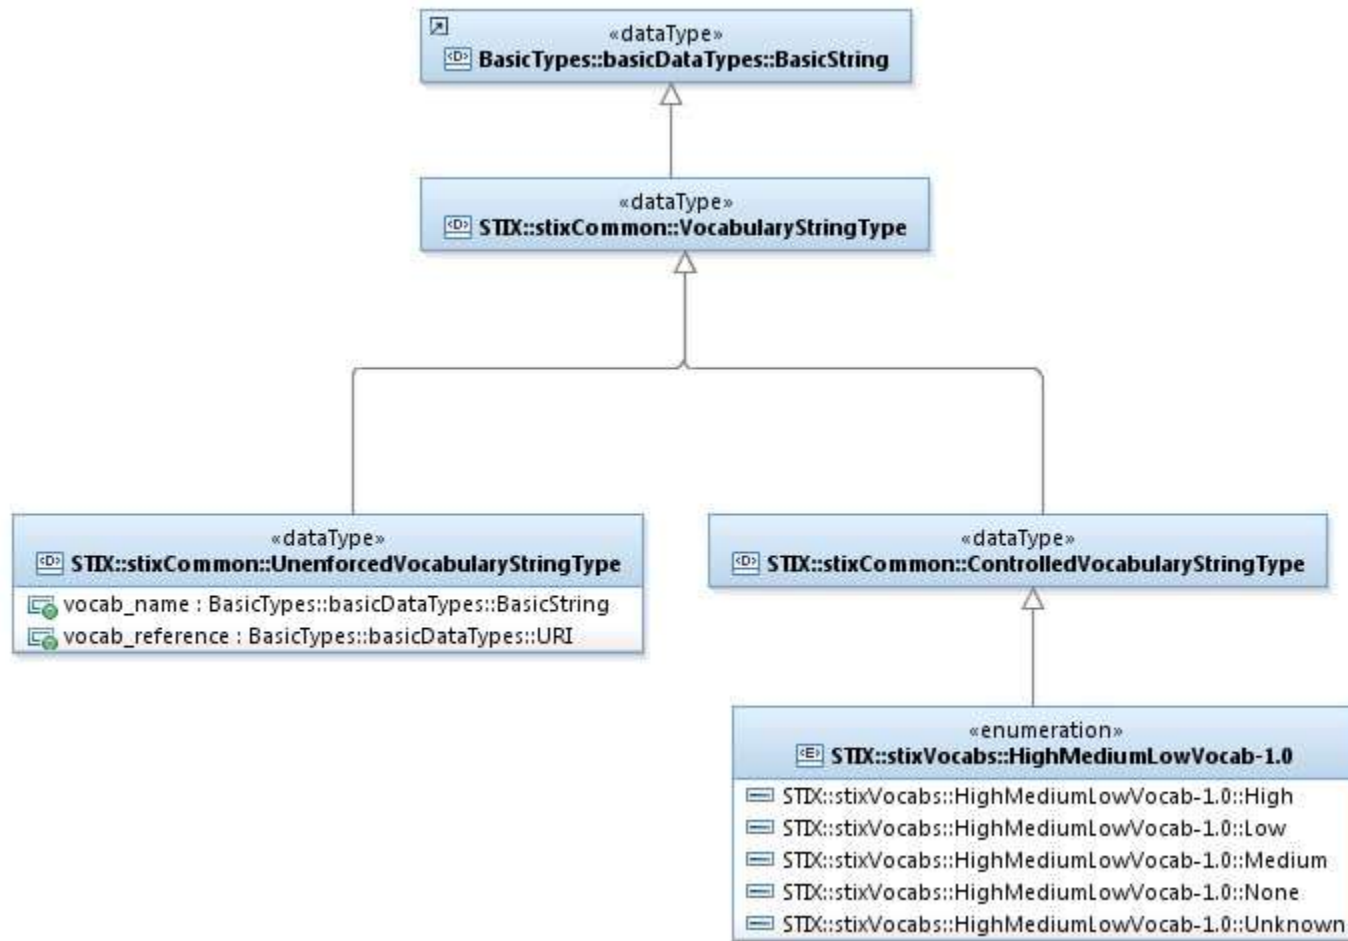 «dataType»
BasicTypes::basicDataTypes::BasicString
«dataType»
STIX::stixCommon::VocabularyStringType
«dataType»
STIX::stixCommon::UnenforcedVocabularyStringType
vocab_name : BasicTypes::basicDataTypes::BasicString
vocab_reference : BasicTypes::basicDataTypes::URI
«dataType»
STIX::stixCommon::ControlledVocabularyStringType
«enumeration»
STIX::stixVocabs::HighMediumLowVocab-1.0
STIX::stixVocabs::HighMediumLowVocab-1.0::High
STIX::stixVocabs::HighMediumLowVocab-1.0::Low
STIX::stixVocabs::HighMediumLowVocab-1.0::Medium
STIX::stixVocabs::HighMediumLowVocab-1.0::None
STIX::stixVocabs::HighMediumLowVocab-1.0::Unknown